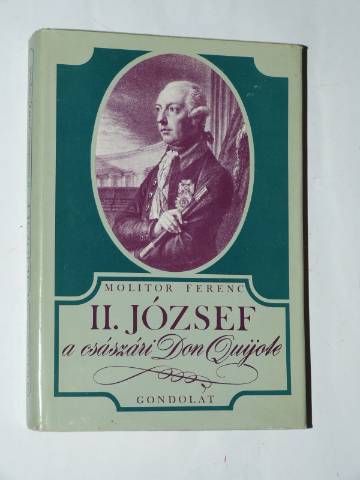 MOLITOR FERENC
II. JÓZSEF
a császári Don Quijote
GONDOLAT